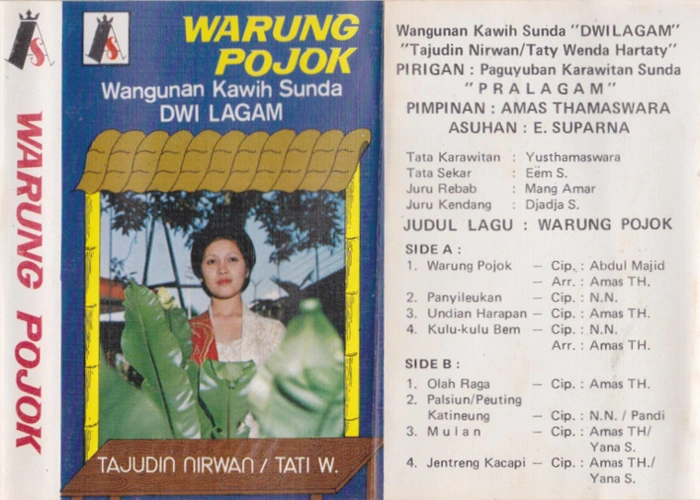 WARUNG POJOK
WARUNG
POJOK
Wangunan Kawih Sunda
DWI LAGAM
TAJUDIN NIRWAN / TATI W.
Wangunan Kawih Sunda "DWILAGAM"
"Tajudin Nirwan/Taty Wenda Hartaty"
PIRIGAN : Paguyuban Karawitan Sunda
"PRALAGAM"
PIMPINAN : AMAS THAMASWARA
ASUHAN : E. SUPARNA
Tata Karawitan : Yusthamaswara
Tata Sekar : Eem S.
Juru Rebab : Mang Amar
Juru Kendang : Djadja S.
JUDUL LAGU : WARUNG POJOK
SIDE A :
1. Warung Pojok – Cip. : Abdul Majid
– Arr. : Amas TH.
2. Panyileukan – Cip. : N.N.
3. Undian Harapan – Cip. : Amas TH.
4. Kulu-kulu Bem – Cip. : N.N.
Arr. : Amas TH.
SIDE B :
1. Olah Raga – Cip. : Amas TH.
2. Palsiun/Peuting
Katineung – Cip. : N.N. / Pandi
3. Mulan – Cip. : Amas TH/
Yana S.
4. Jentreng Kacapi – Cip. : Amas TH./
Yana S.